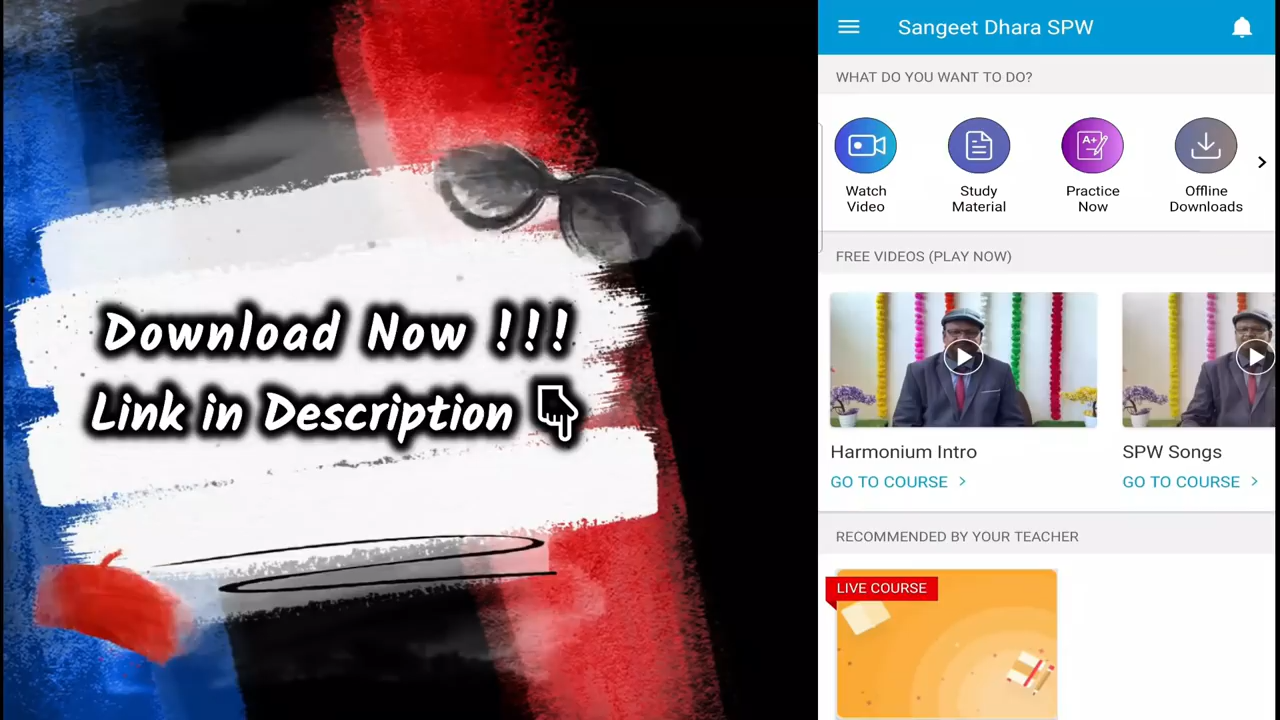 Download Now !!!
Link in Description 👇
Sangeet Dhara SPW
WHAT DO YOU WANT TO DO?
Watch Video
Study Material
A+
Practice Now
Offline Downloads
FREE VIDEOS (PLAY NOW)
Harmonium Intro
GO TO COURSE >
SPW Songs
GO TO COURSE >
RECOMMENDED BY YOUR TEACHER
LIVE COURSE